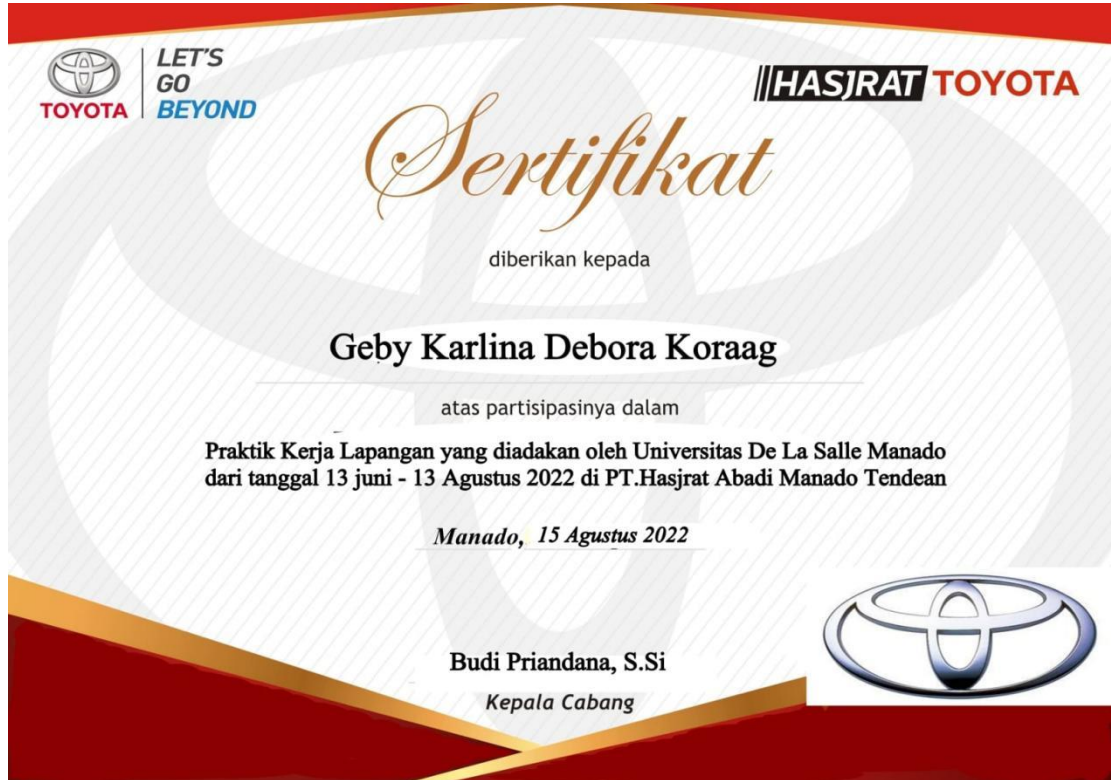 TOYOTA
LET'S
GO
BEYOND
HASJRAT TOYOTA
Sertifikat
diberikan kepada
Geby Karlina Debora Koraag
atas partisipasinya dalam
Praktik Kerja Lapangan yang diadakan oleh Universitas De La Salle Manado
dari tanggal 13 juni - 13 Agustus 2022 di PT.Hasjrat Abadi Manado Tendean
Manado, 15 Agustus 2022
Budi Priandana, S.Si
Kepala Cabang